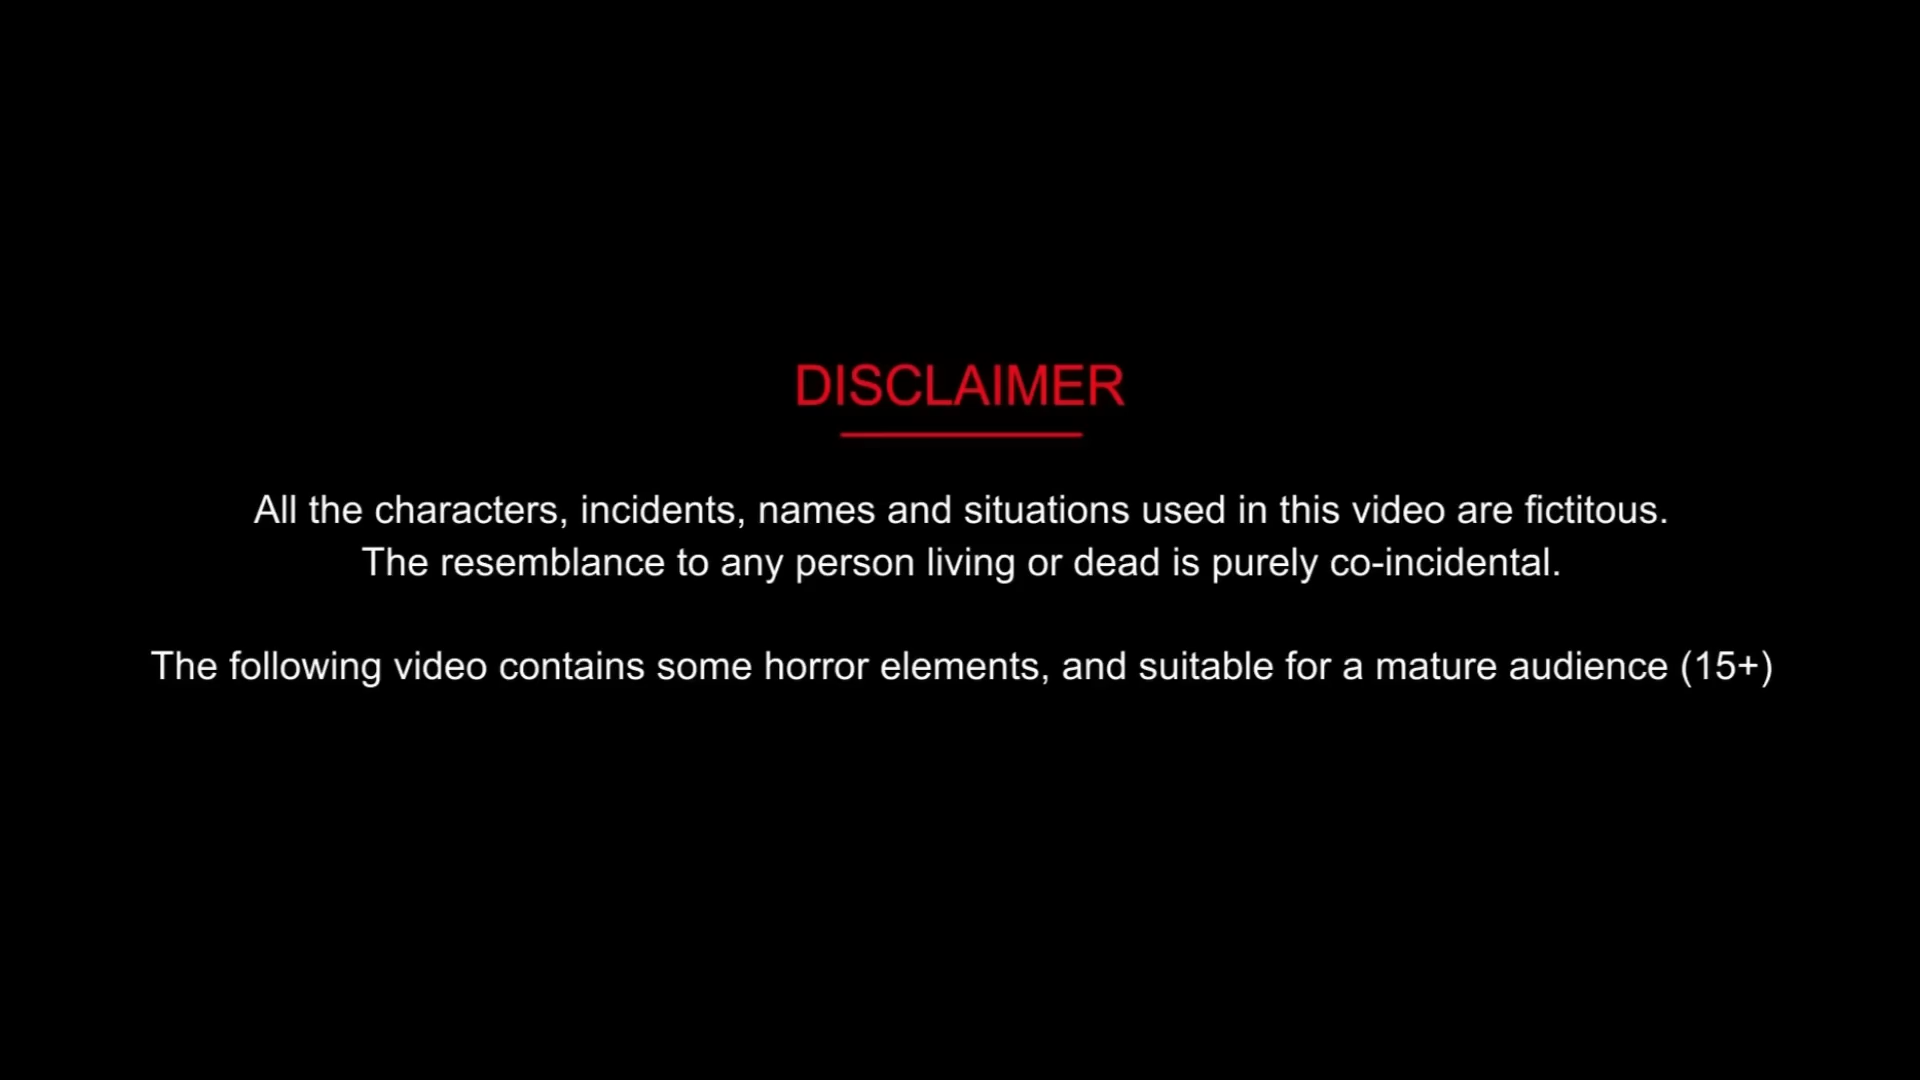 DISCLAIMER
All the characters, incidents, names and situations used in this video are fictitous.
The resemblance to any person living or dead is purely co-incidental.
The following video contains some horror elements, and suitable for a mature audience (15+)